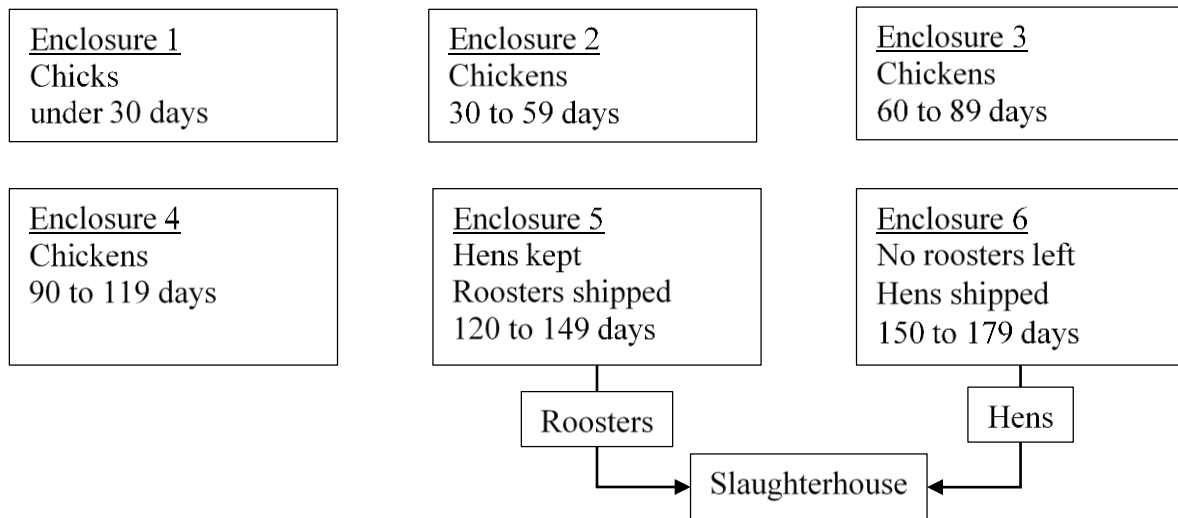 Enclosure 1
Chicks
under 30 days
Enclosure 2
Chickens
30 to 59 days
Enclosure 3
Chickens
60 to 89 days
Enclosure 4
Chickens
90 to 119 days
Enclosure 5
Hens kept
Roosters shipped
120 to 149 days
Enclosure 6
No roosters left
Hens shipped
150 to 179 days
Roosters
Hens
Slaughterhouse